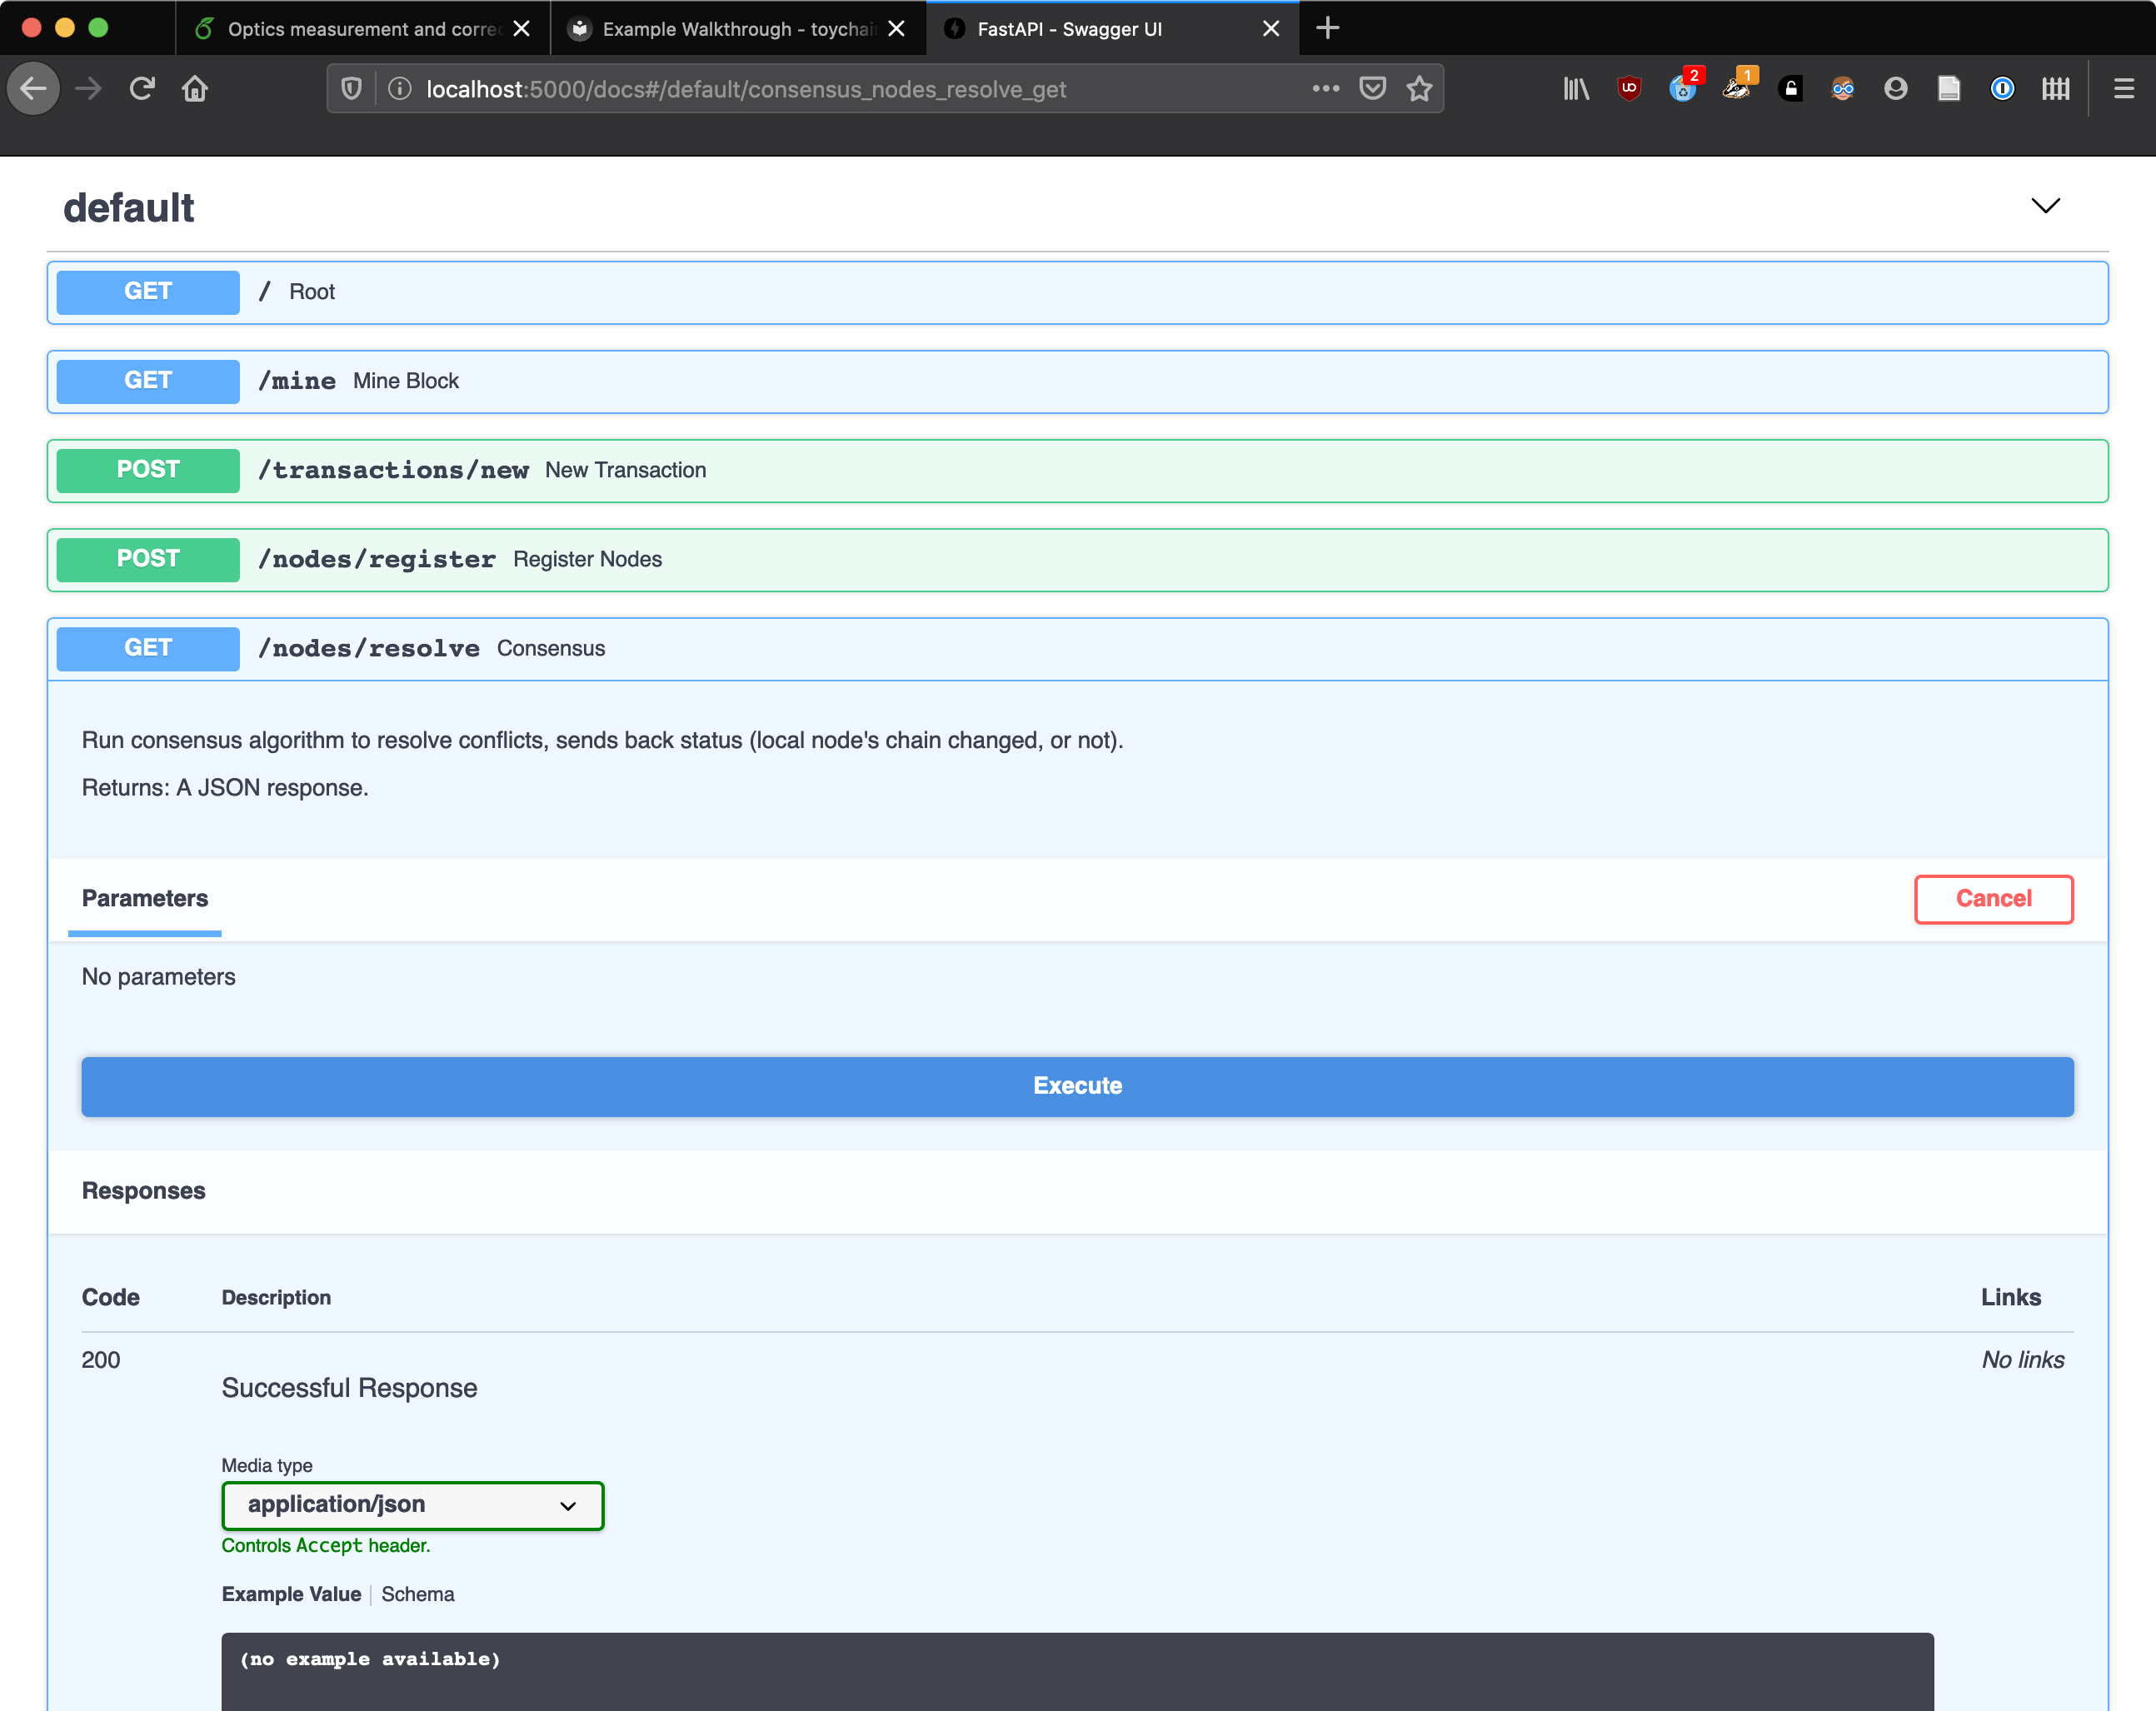 Optics measurement and corre
Example Walkthrough - toychai
FastAPI - Swagger UI
localhost:5000/docs#/default/consensus_nodes_resolve_get
2
1
default
GET / Root
GET /mine Mine Block
POST /transactions/new New Transaction
POST /nodes/register Register Nodes
GET /nodes/resolve Consensus
Run consensus algorithm to resolve conflicts, sends back status (local node's chain changed, or not).
Returns: A JSON response.
Parameters
Cancel
No parameters
Execute
Responses
Code Description Links
200 No links
Successful Response
Media type
application/json
Controls Accept header.
Example Value Schema
(no example available)